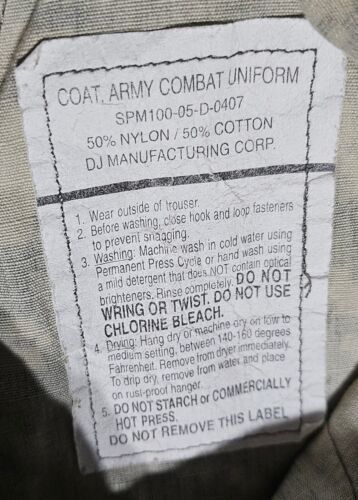 COAT, ARMY COMBAT UNIFORM
SPM100-05-D-0407
50% NYLON / 50% COTTON
DJ MANUFACTURING CORP.
1. Wear outside of trouser.
2. Before washing, close hook and loop fasteners
to prevent snagging.
3. Washing: Machine wash in cold water using
Permanent Press Cycle or hand wash using
a mild detergent that does NOT contain optical
brighteners. Rinse completely. DO NOT
WRING OR TWIST. DO NOT USE
CHLORINE BLEACH.
4. Drying: Hang dry or machine dry on low to
medium setting, between 140-160 degrees
Fahrenheit. Remove from dryer immediately.
To drip dry, remove from water and place
on rust-proof hanger.
5. DO NOT STARCH or COMMERCIALLY
HOT PRESS.
DO NOT REMOVE THIS LABEL